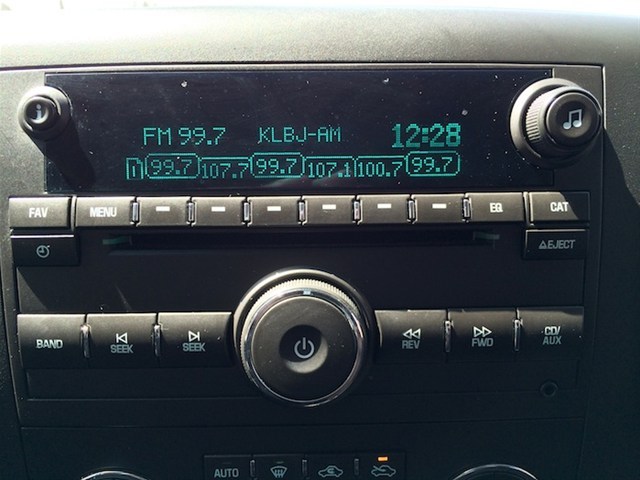 FM 99.7 KLBJ-AM 12:28
1 99.7 107.7 99.7 107.1 100.7 99.7
FAV MENU EQ CAT
EJECT
BAND SEEK SEEK REV FWD CD/AUX
AUTO